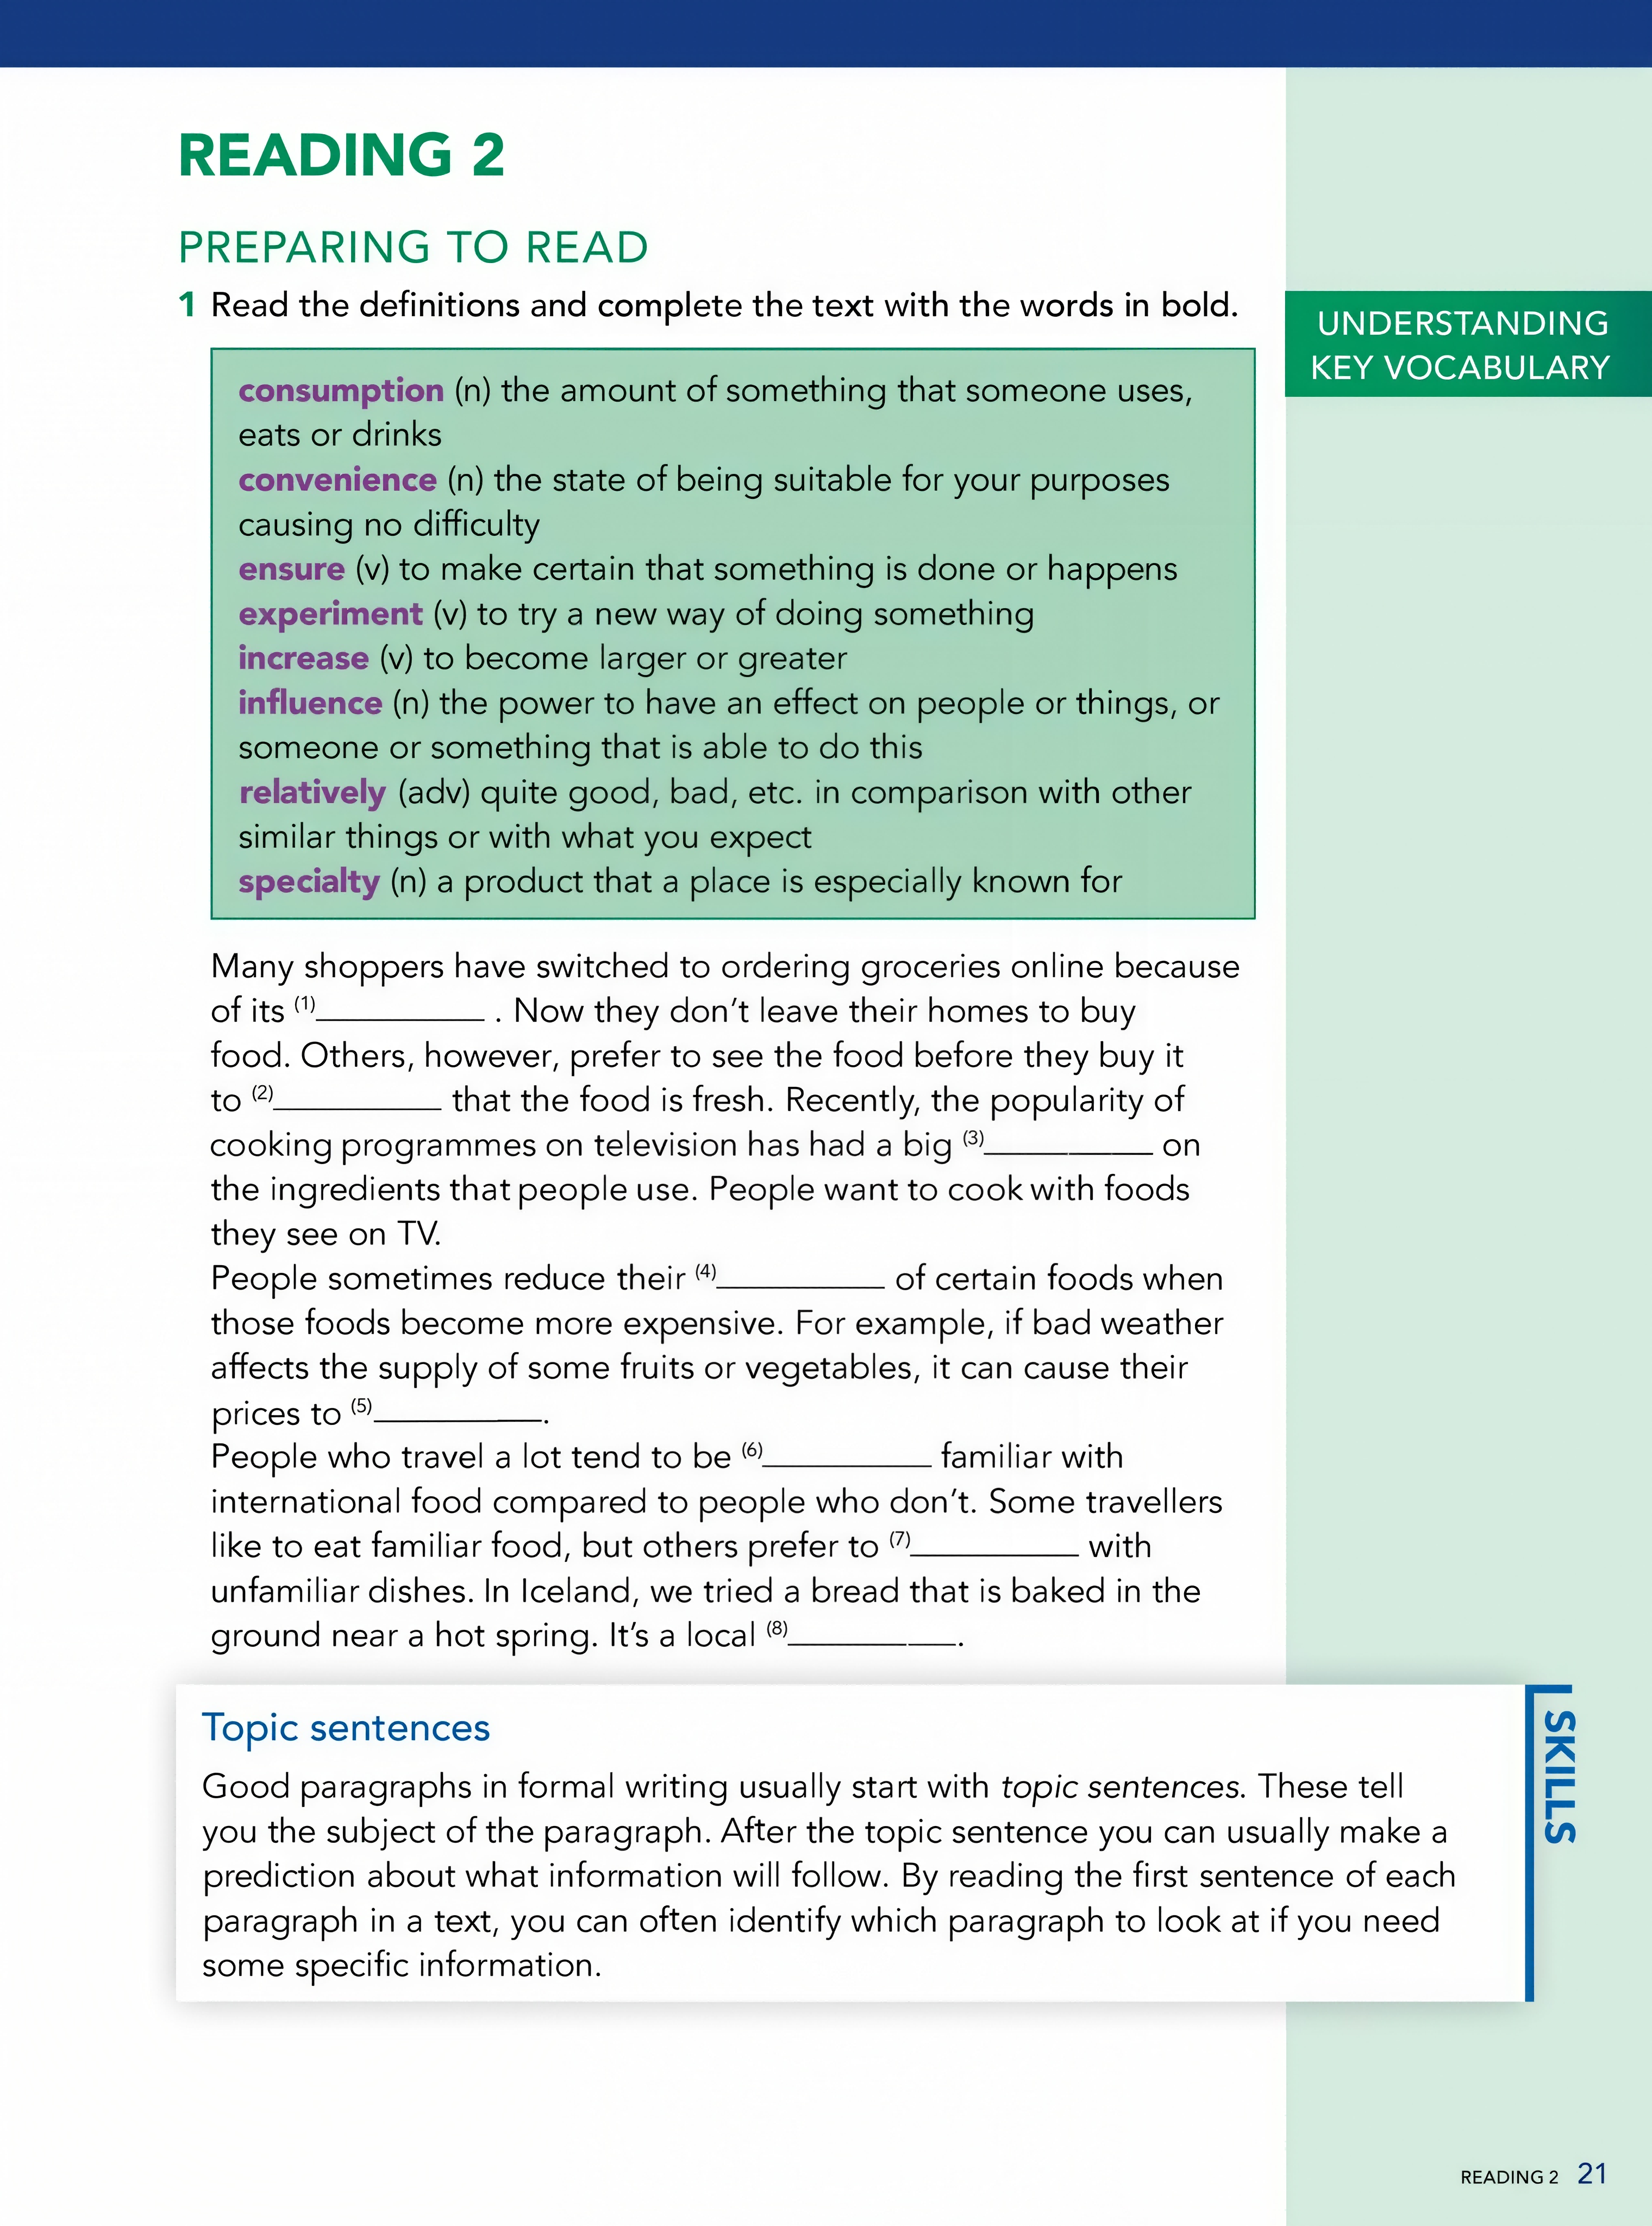 READING 2
PREPARING TO READ
1 Read the definitions and complete the text with the words in bold.
UNDERSTANDING
KEY VOCABULARY
consumption (n) the amount of something that someone uses,
eats or drinks
convenience (n) the state of being suitable for your purposes
causing no difficulty
ensure (v) to make certain that something is done or happens
experiment (v) to try a new way of doing something
increase (v) to become larger or greater
influence (n) the power to have an effect on people or things, or
someone or something that is able to do this
relatively (adv) quite good, bad, etc. in comparison with other
similar things or with what you expect
specialty (n) a product that a place is especially known for
Many shoppers have switched to ordering groceries online because
of its (1)__________ . Now they don't leave their homes to buy
food. Others, however, prefer to see the food before they buy it
to (2)__________ that the food is fresh. Recently, the popularity of
cooking programmes on television has had a big (3)__________ on
the ingredients that people use. People want to cook with foods
they see on TV.
People sometimes reduce their (4)__________ of certain foods when
those foods become more expensive. For example, if bad weather
affects the supply of some fruits or vegetables, it can cause their
prices to (5)__________.
People who travel a lot tend to be (6)__________ familiar with
international food compared to people who don't. Some travellers
like to eat familiar food, but others prefer to (7)__________ with
unfamiliar dishes. In Iceland, we tried a bread that is baked in the
ground near a hot spring. It's a local (8)__________.
Topic sentences
Good paragraphs in formal writing usually start with topic sentences. These tell
you the subject of the paragraph. After the topic sentence you can usually make a
prediction about what information will follow. By reading the first sentence of each
paragraph in a text, you can often identify which paragraph to look at if you need
some specific information.
SKILLS
READING 2 21